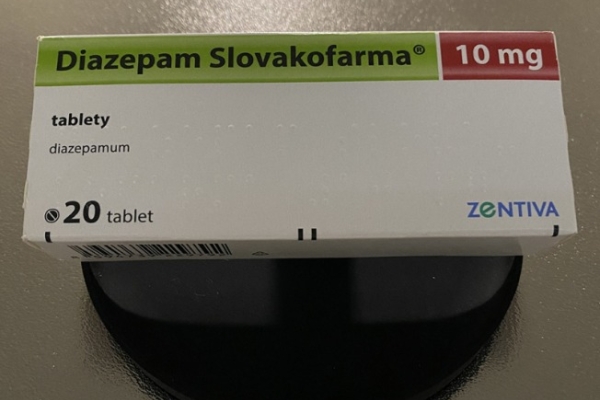 Diazepam Slovakofarma® 10 mg
tablety
diazepamum
20 tablet
ZENTIVA